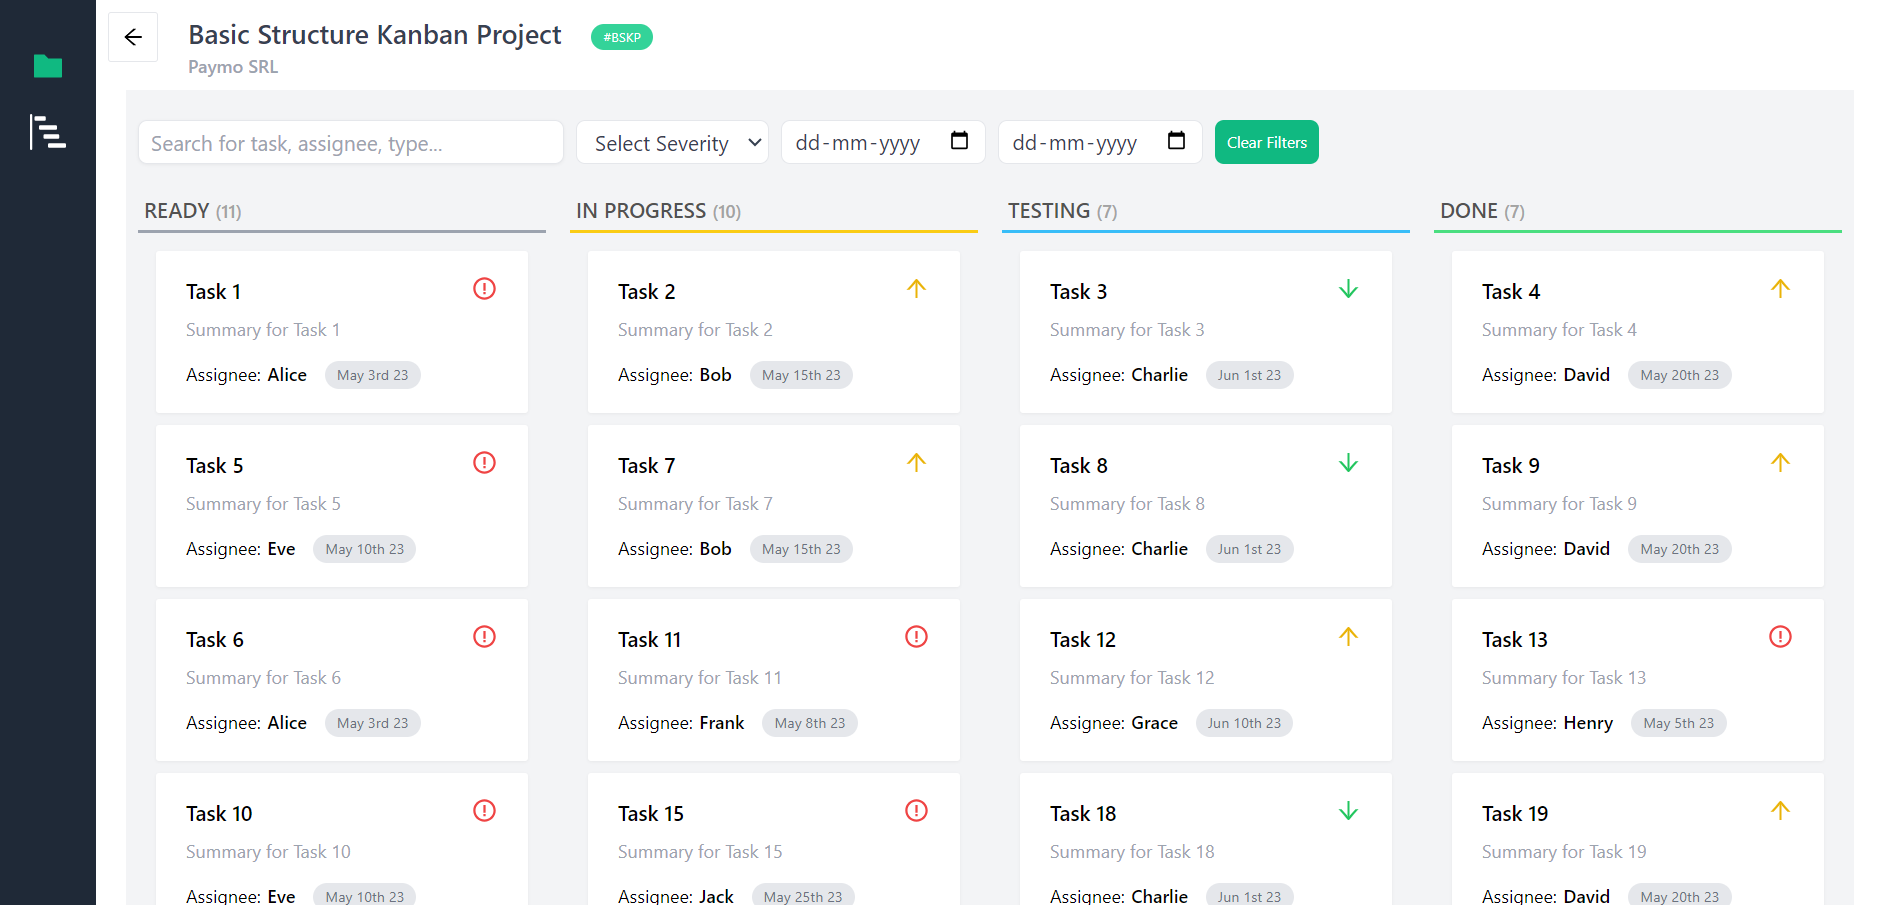 Basic Structure Kanban Project #BSKP
Paymo SRL
Search for task, assignee, type...
Select Severity
dd-mm-yyyy
dd-mm-yyyy
Clear Filters
READY (11)
Task 1
Summary for Task 1
Assignee: Alice May 3rd 23
Task 5
Summary for Task 5
Assignee: Eve May 10th 23
Task 6
Summary for Task 6
Assignee: Alice May 3rd 23
Task 10
Summary for Task 10
Assignee: Eve May 10th 23
IN PROGRESS (10)
Task 2
Summary for Task 2
Assignee: Bob May 15th 23
Task 7
Summary for Task 7
Assignee: Bob May 15th 23
Task 11
Summary for Task 11
Assignee: Frank May 8th 23
Task 15
Summary for Task 15
Assignee: Jack May 25th 23
TESTING (7)
Task 3
Summary for Task 3
Assignee: Charlie Jun 1st 23
Task 8
Summary for Task 8
Assignee: Charlie Jun 1st 23
Task 12
Summary for Task 12
Assignee: Grace Jun 10th 23
Task 18
Summary for Task 18
Assignee: Charlie Jun 1st 23
DONE (7)
Task 4
Summary for Task 4
Assignee: David May 20th 23
Task 9
Summary for Task 9
Assignee: David May 20th 23
Task 13
Summary for Task 13
Assignee: Henry May 5th 23
Task 19
Summary for Task 19
Assignee: David May 20th 23